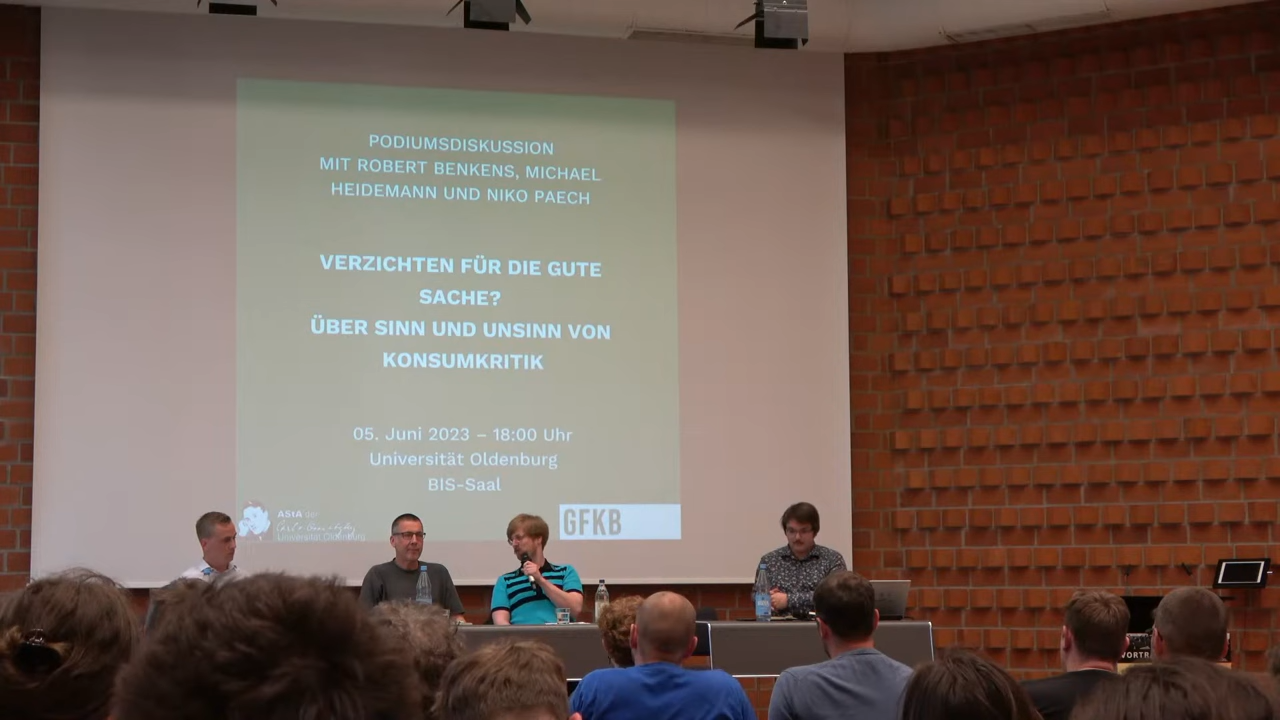 PODIUMSDISKUSSION
MIT ROBERT BENKENS, MICHAEL
HEIDEMANN UND NIKO PAECH
VERZICHTEN FÜR DIE GUTE
SACHE?
ÜBER SINN UND UNSINN VON
KONSUMKRITIK
05. Juni 2023 – 18:00 Uhr
Universität Oldenburg
BIS-Saal
AStA der
Universität Oldenburg
GFKB